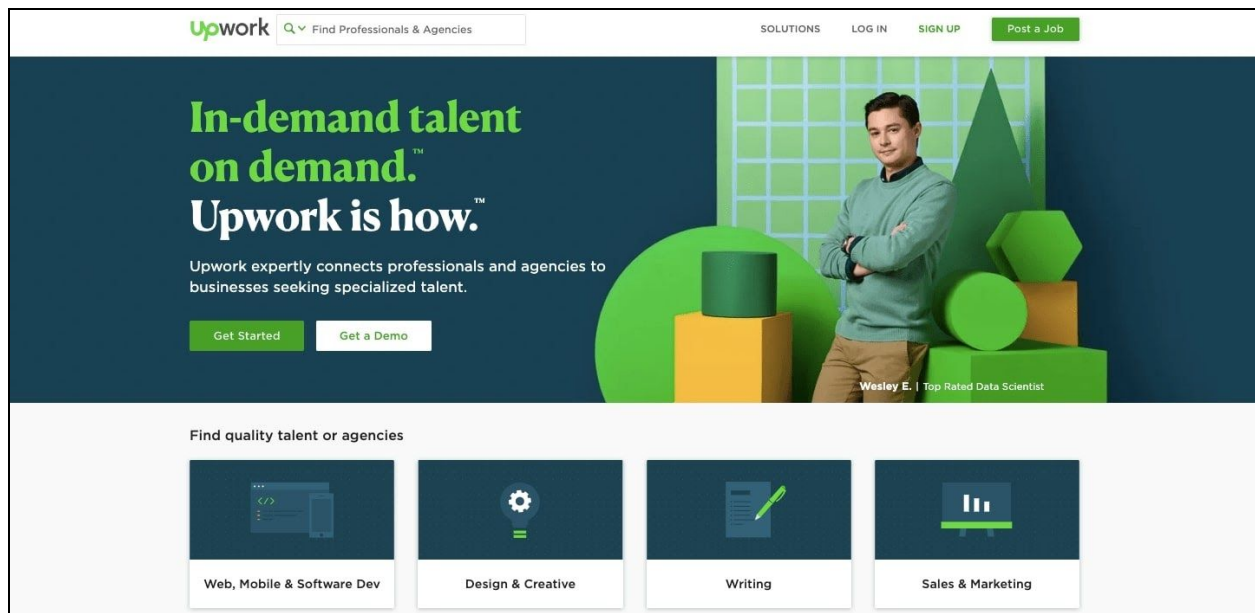 Upwork
Find Professionals & Agencies
SOLUTIONS
LOG IN
SIGN UP
Post a Job
In-demand talent
on demand.™
Upwork is how.™
Upwork expertly connects professionals and agencies to
businesses seeking specialized talent.
Get Started
Get a Demo
Wesley E. | Top Rated Data Scientist
Find quality talent or agencies
</>
Web, Mobile & Software Dev
Design & Creative
Writing
Sales & Marketing